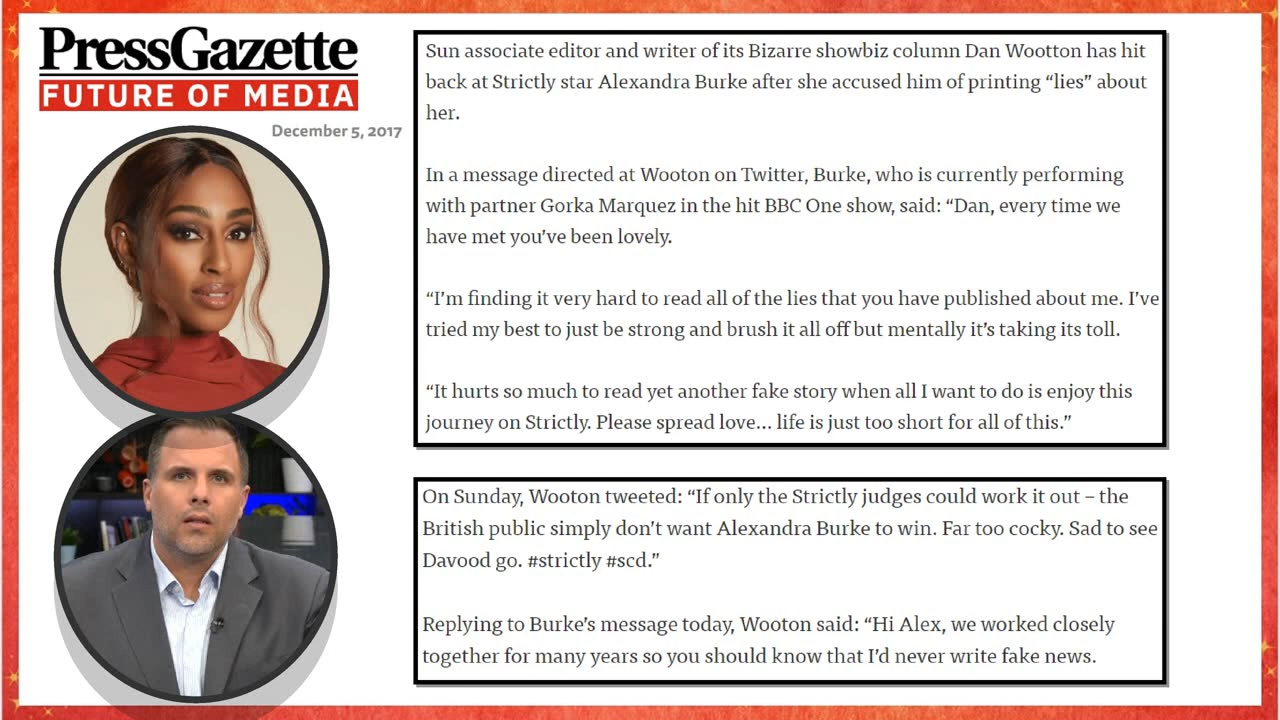 PressGazette
FUTURE OF MEDIA
December 5, 2017
Sun associate editor and writer of its Bizarre showbiz column Dan Wootton has hit
back at Strictly star Alexandra Burke after she accused him of printing “lies” about
her.
In a message directed at Wooton on Twitter, Burke, who is currently performing
with partner Gorka Marquez in the hit BBC One show, said: “Dan, every time we
have met you’ve been lovely.
“I’m finding it very hard to read all of the lies that you have published about me. I’ve
tried my best to just be strong and brush it all off but mentally it’s taking its toll.
“It hurts so much to read yet another fake story when all I want to do is enjoy this
journey on Strictly. Please spread love… life is just too short for all of this.”
On Sunday, Wooton tweeted: “If only the Strictly judges could work it out – the
British public simply don’t want Alexandra Burke to win. Far too cocky. Sad to see
Davood go. #strictly #scd.”
Replying to Burke’s message today, Wooton said: “Hi Alex, we worked closely
together for many years so you should know that I’d never write fake news.